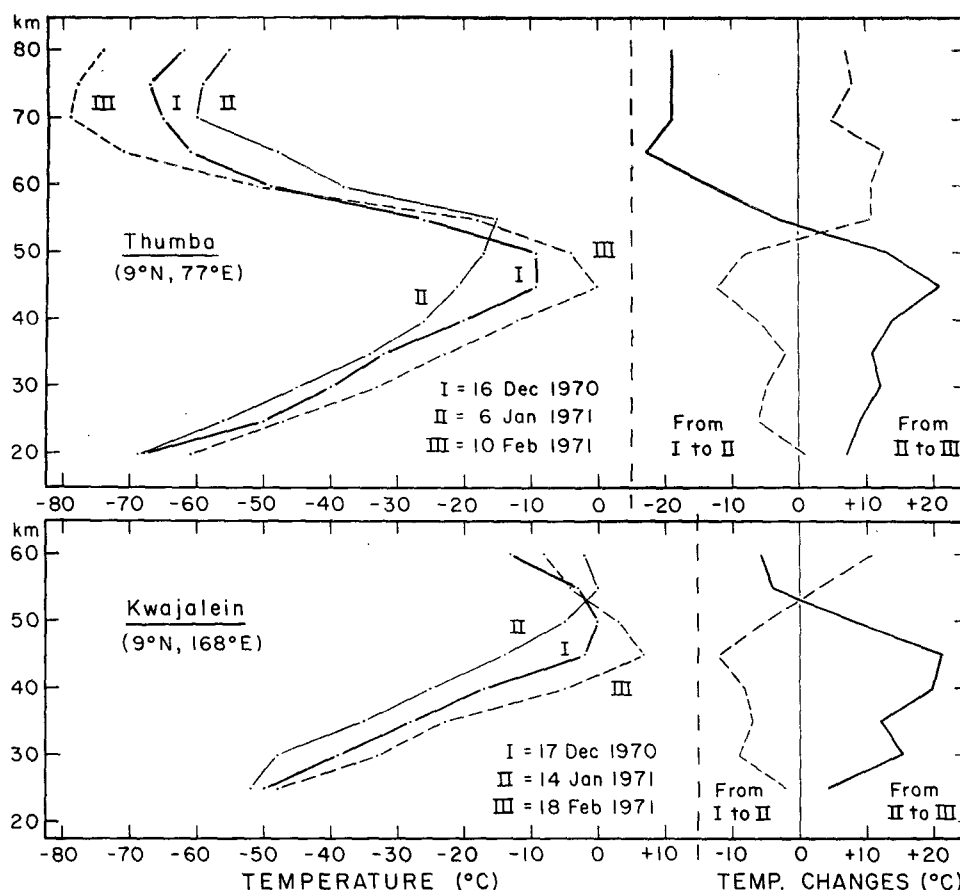 km
80
70
60
50
40
30
20
III I II
Thumba
(9°N, 77°E)
III
I
II
I = 16 Dec 1970
II = 6 Jan 1971
III = 10 Feb 1971
From
I to II
From
II to III
-80 -70 -60 -50 -40 -30 -20 -10 0 -20 -10 0 +10 +20
km
60
50
40
30
20
Kwajalein
(9°N, 168°E)
II
I
III
I = 17 Dec 1970
II = 14 Jan 1971
III = 18 Feb 1971
From
I to II
From
II to III
-80 -70 -60 -50 -40 -30 -20 -10 0 +10 -10 0 +10 +20
TEMPERATURE (°C) TEMP. CHANGES (°C)